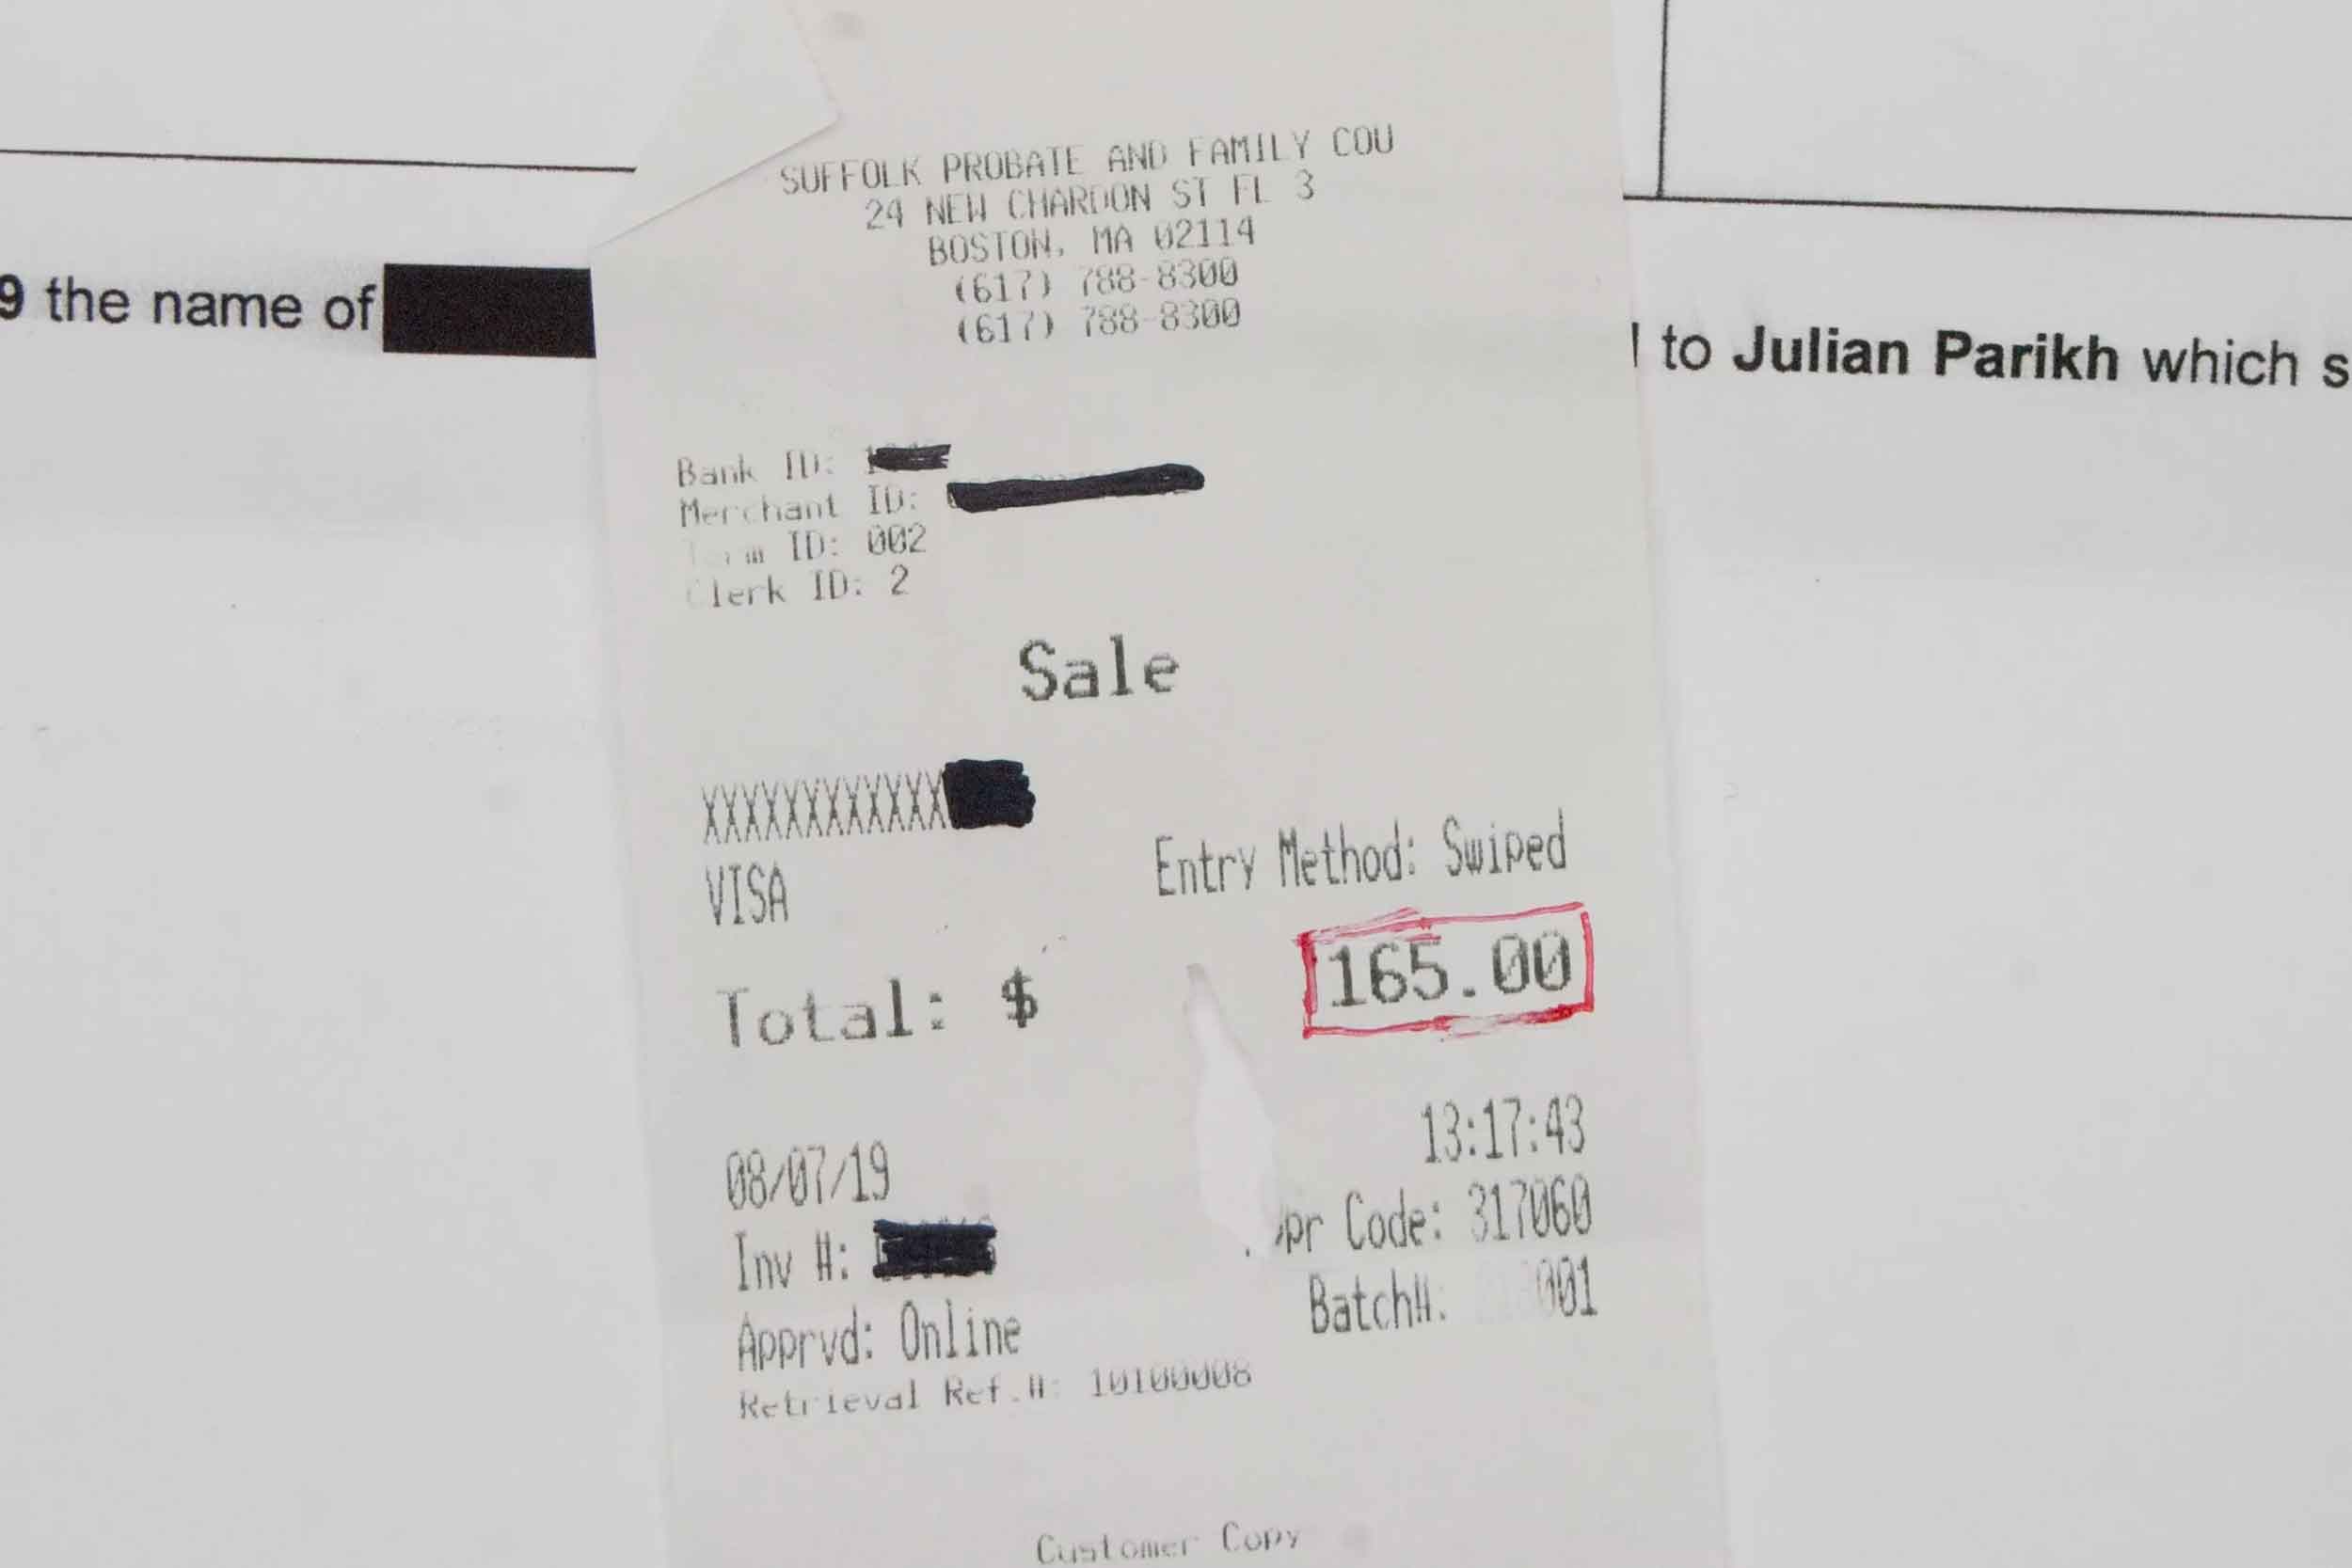 SUFFOLK PROBATE AND FAMILY COU
24 NEW CHARDON ST FL 3
BOSTON, MA 02114
(617) 788-8300
(617) 788-8300
9 the name of
to Julian Parikh which s
Bank ID:
Merchant ID:
ID: 002
Clerk ID: 2
Sale
XXXXXXXXXXXX
VISA
Entry Method: Swiped
Total: $ 165.00
08/07/19
13:17:43
Inv #:
pr Code: 317060
Apprvd: Online
Batch#: 001
Retrieval Ref.#: 10100008
Customer Copy